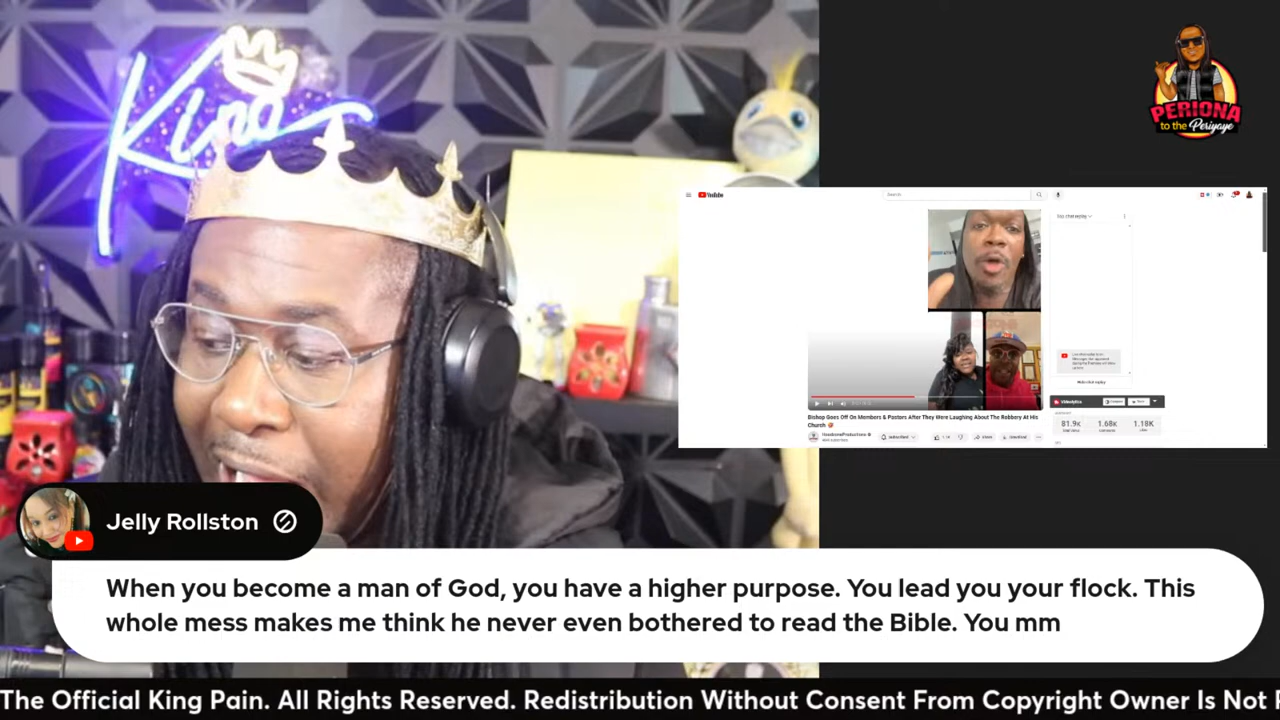 King
PERIONA
to the Periyaye
YouTube
Search
Bishop Goes Off On Members & Pastors After They Were Laughing About The Robbery At His
Church
Subscribed
Share
Download
81.9K
1.68K
1.18K
Jelly Rollston
When you become a man of God, you have a higher purpose. You lead you your flock. This
whole mess makes me think he never even bothered to read the Bible. You mm
The Official King Pain. All Rights Reserved. Redistribution Without Consent From Copyright Owner Is Not